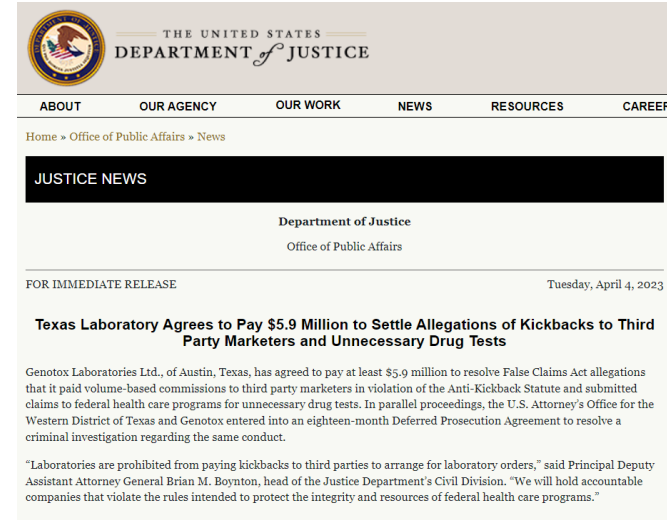 THE UNITED STATES
DEPARTMENT of JUSTICE
ABOUT OUR AGENCY OUR WORK NEWS RESOURCES CAREER
Home » Office of Public Affairs » News
JUSTICE NEWS
Department of Justice
Office of Public Affairs
FOR IMMEDIATE RELEASE Tuesday, April 4, 2023
Texas Laboratory Agrees to Pay $5.9 Million to Settle Allegations of Kickbacks to Third
Party Marketers and Unnecessary Drug Tests
Genotox Laboratories Ltd., of Austin, Texas, has agreed to pay at least $5.9 million to resolve False Claims Act allegations
that it paid volume-based commissions to third party marketers in violation of the Anti-Kickback Statute and submitted
claims to federal health care programs for unnecessary drug tests. In parallel proceedings, the U.S. Attorney's Office for the
Western District of Texas and Genotox entered into an eighteen-month Deferred Prosecution Agreement to resolve a
criminal investigation regarding the same conduct.
“Laboratories are prohibited from paying kickbacks to third parties to arrange for laboratory orders,” said Principal Deputy
Assistant Attorney General Brian M. Boynton, head of the Justice Department's Civil Division. “We will hold accountable
companies that violate the rules intended to protect the integrity and resources of federal health care programs.”